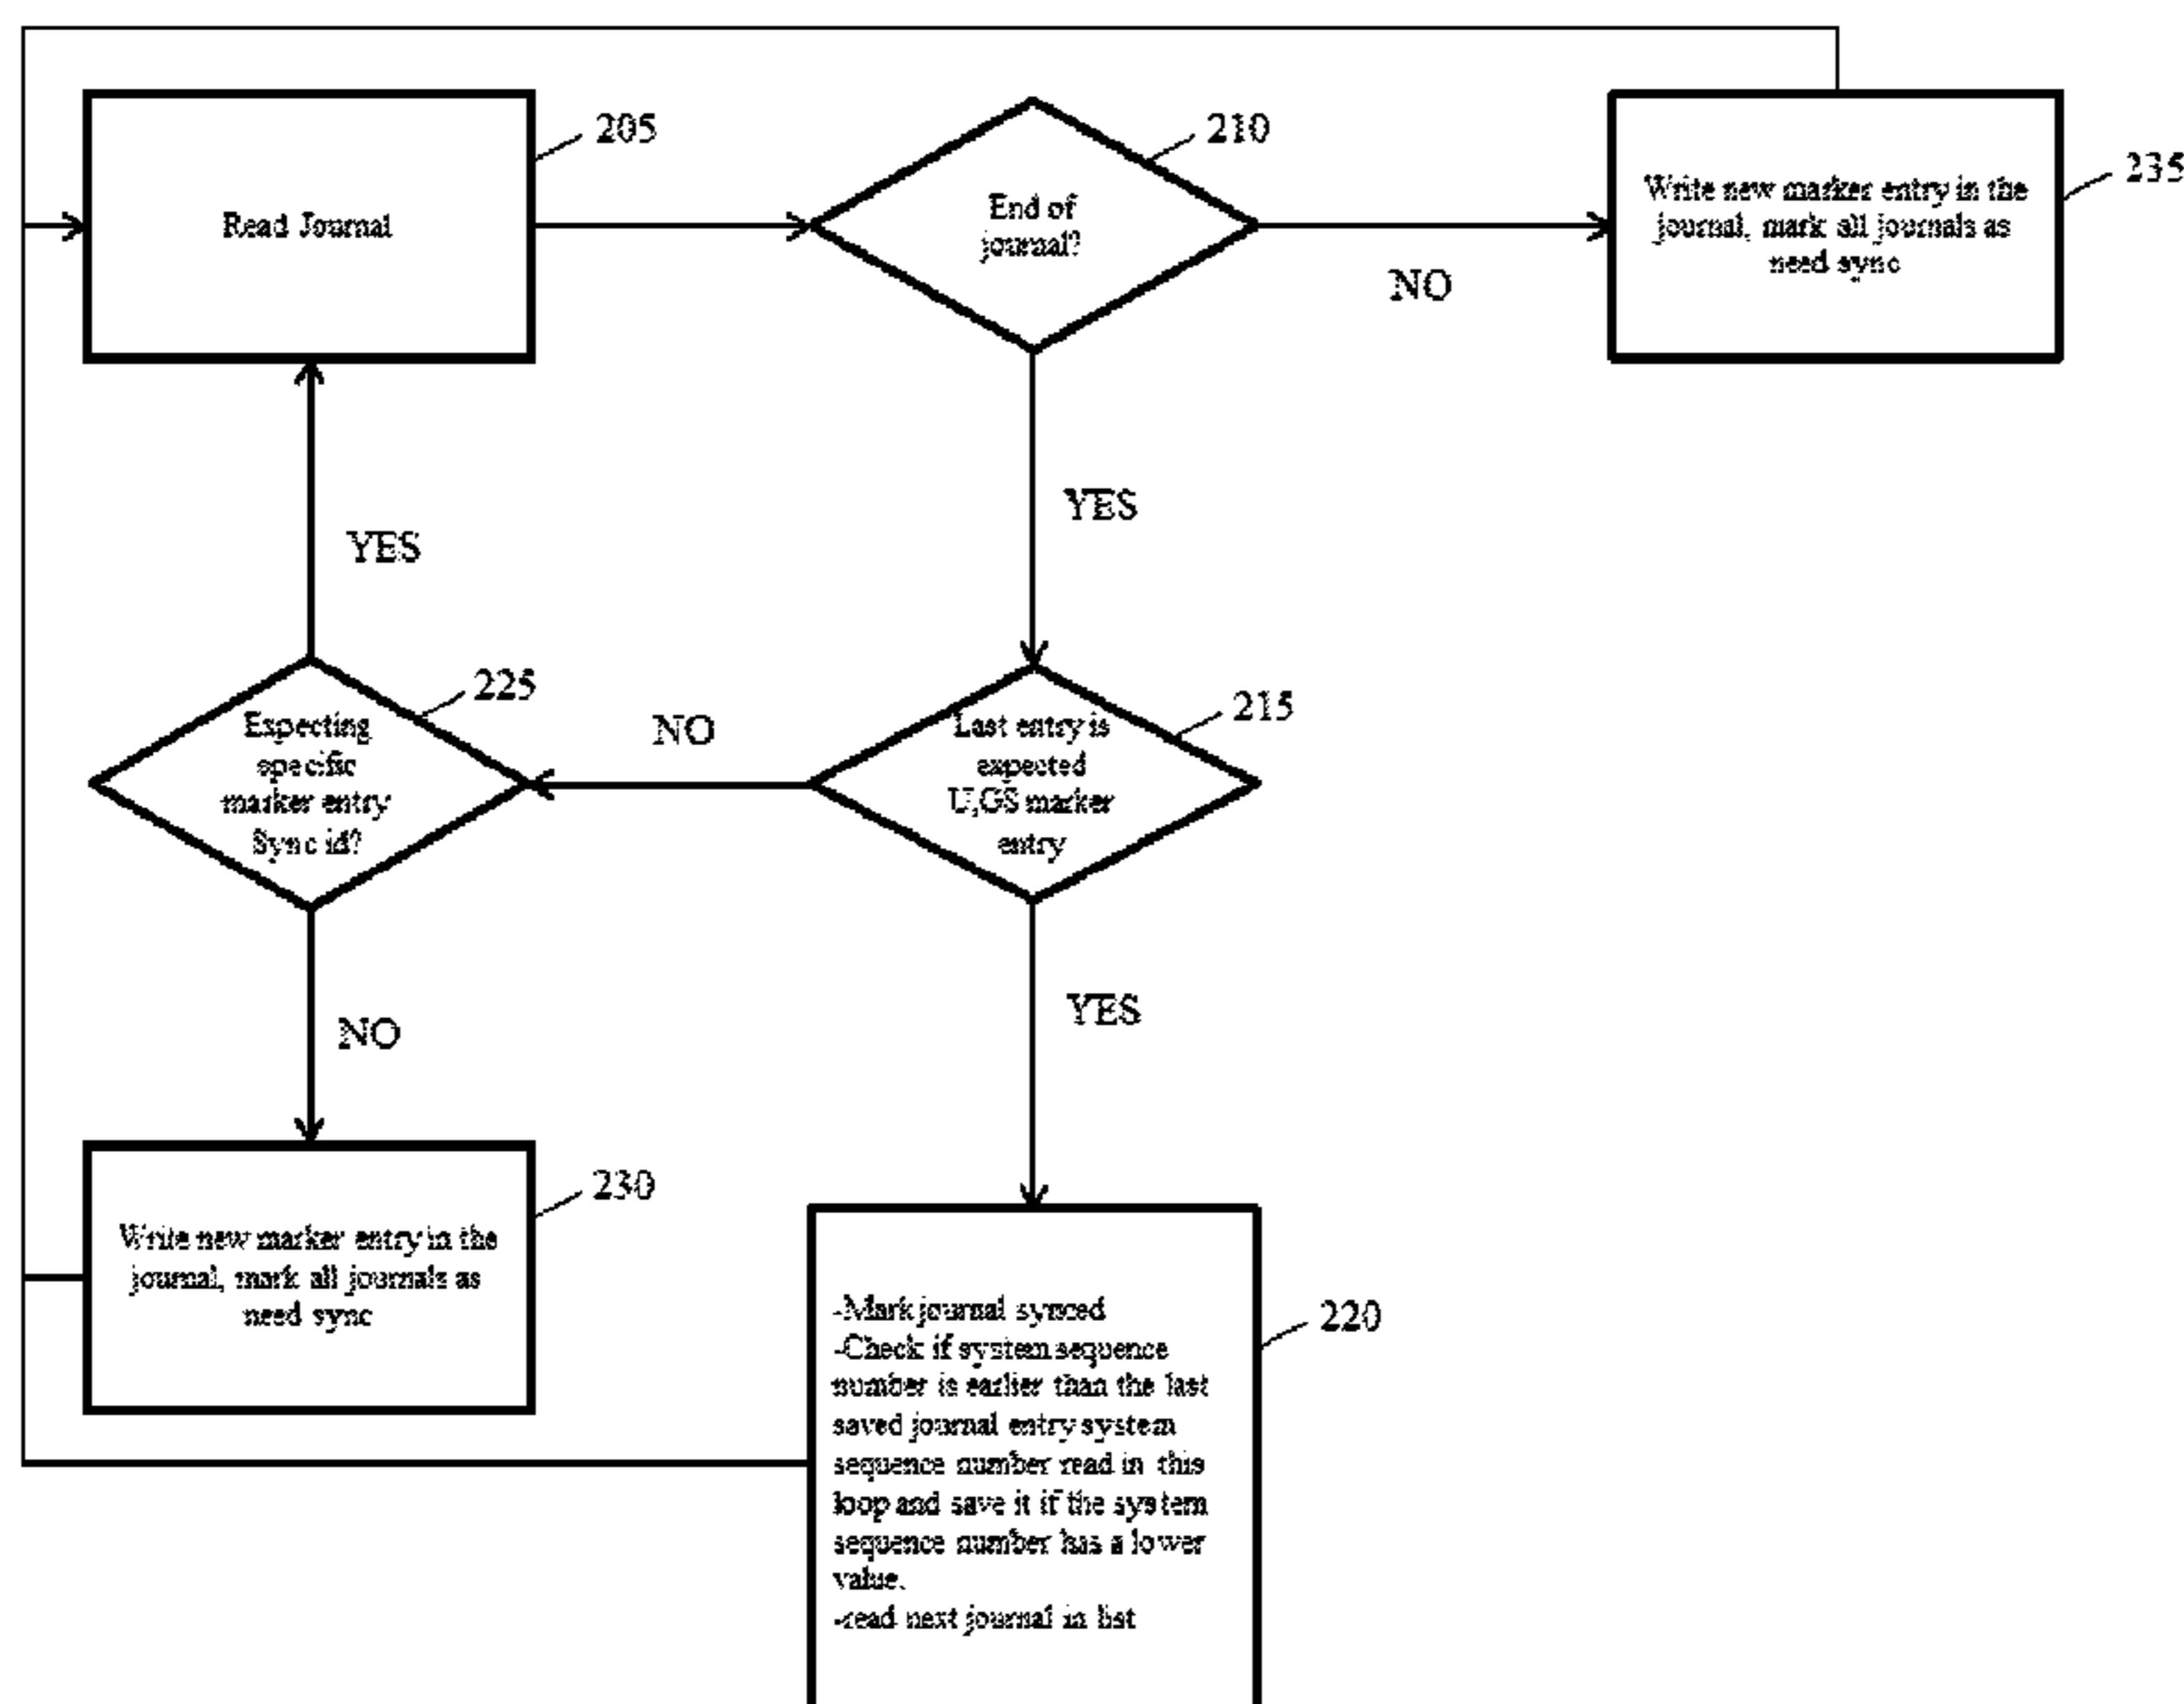 205
Read Journal
210
End of
journal?
NO
235
Write new marker entry in the
journal, mark all journals as
need sync
YES
YES
225
Expecting
specific
marker entry
Sync id?
NO
215
Last entry is
expected
U,GS marker
entry
NO
YES
230
Write new marker entry in the
journal, mark all journals as
need sync
220
-Mark journal synced
-Check if system sequence
number is earlier than the last
saved journal entry system
sequence number read in this
loop and save it if the system
sequence number has a lower
value.
-read next journal in list